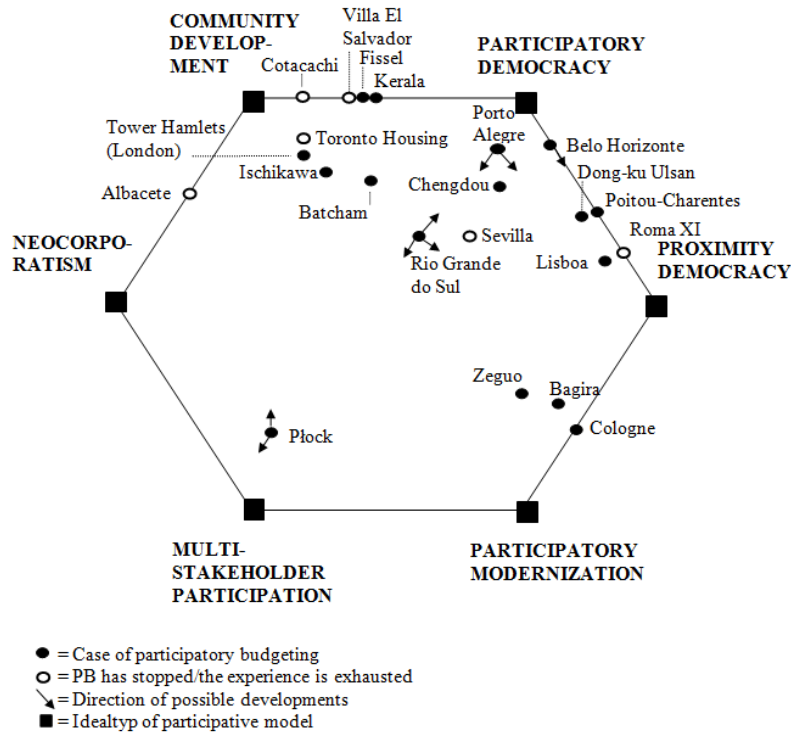 COMMUNITY
DEVELOP-
MENT
Villa El
Salvador
Fissel
Kerala
Cotacachi
PARTICIPATORY
DEMOCRACY
Porto
Alegre
Tower Hamlets
(London)
Toronto Housing
Belo Horizonte
Dong-ku Ulsan
Ischikawa
Chengdou
Albacete
Batcham
Poitou-Charentes
Roma XI
NEOCORPO-
RATISM
Sevilla
Rio Grande
do Sul
Lisboa
PROXIMITY
DEMOCRACY
Zeguo
Bagira
Cologne
Płock
MULTI-
STAKEHOLDER
PARTICIPATION
PARTICIPATORY
MODERNIZATION
= Case of participatory budgeting
= PB has stopped/the experience is exhausted
= Direction of possible developments
= Idealtyp of participative model